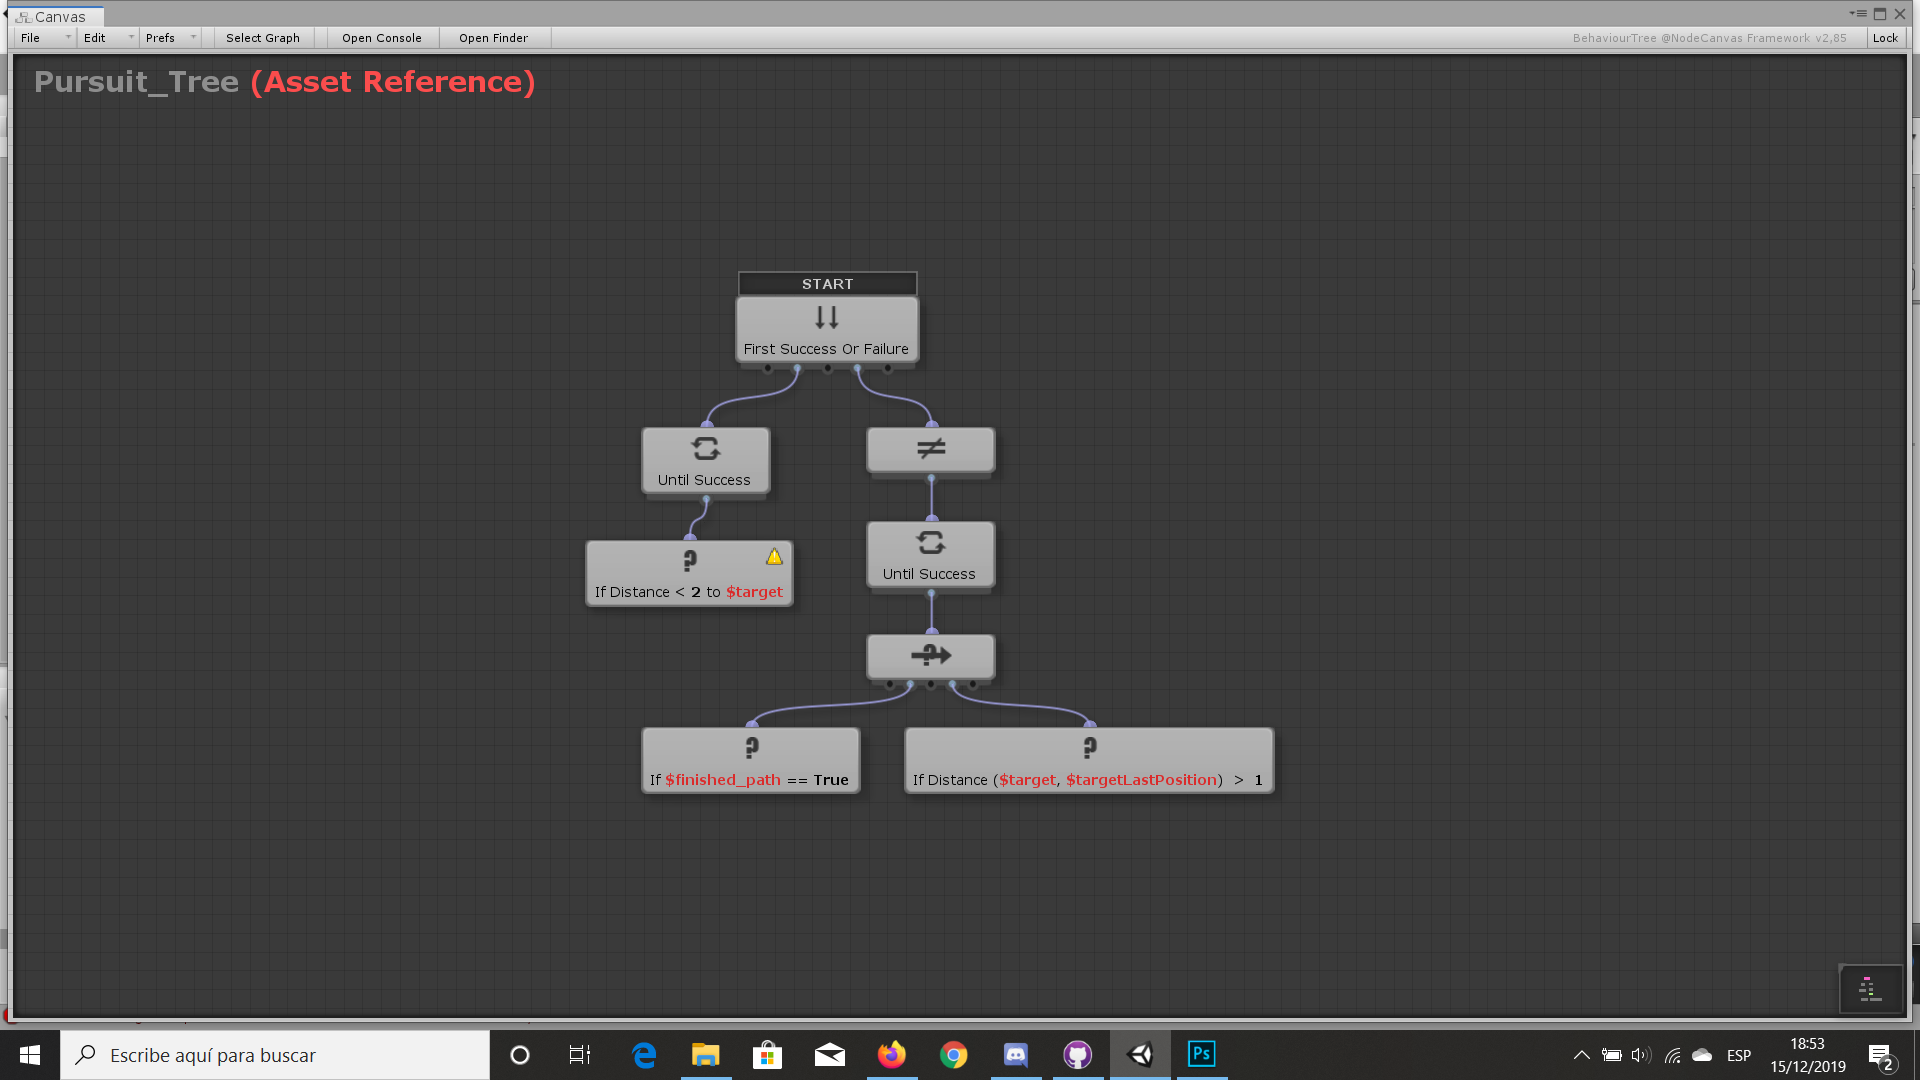 Canvas
File Edit Prefs Select Graph Open Console Open Finder BehaviourTree @NodeCanvas Framework v2,85 Lock
Pursuit_Tree (Asset Reference)
START
First Success Or Failure
Until Success
If Distance < 2 to $target
Until Success
If $finished_path == True
If Distance ($target, $targetLastPosition) > 1
Escribe aquí para buscar
Ps
ESP
18:53
15/12/2019
2